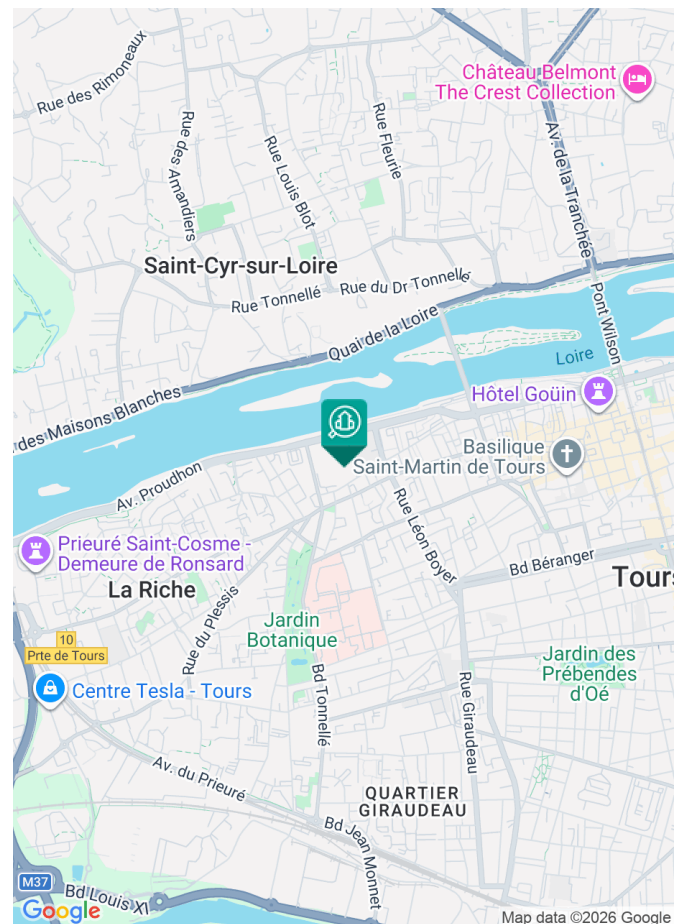 Château Belmont
The Crest Collection
Rue des Rimoneaux
Rue des Amandiers
Rue Louis Blot
Rue Fleurie
Av. de la Tranchée
Saint-Cyr-sur-Loire
Rue Tonnellé
Rue du Dr Tonnellé
Quai de la Loire
Pont Wilson
Loire
Hôtel Goüin
des Maisons Blanches
Basilique
Saint-Martin de Tours
Av. Proudhon
Rue Léon Boyer
Prieuré Saint-Cosme -
Demeure de Ronsard
Bd Béranger
La Riche
Tours
Rue du Plessis
Jardin
Botanique
10
Prte de Tours
Jardin des
Prébendes
d'Oé
Centre Tesla - Tours
Bd Tonnellé
Rue Giraudeau
Av. du Prieuré
QUARTIER
GIRAUDEAU
Bd Jean Monnet
M37
Bd Louis XI
Google
Map data ©2026 Google